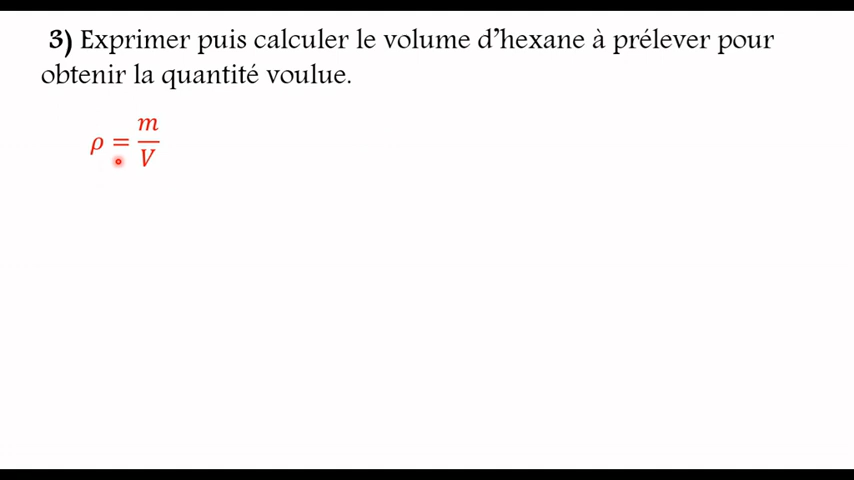 3) Exprimer puis calculer le volume d’hexane à prélever pour
obtenir la quantité voulue.
ρ = m/V